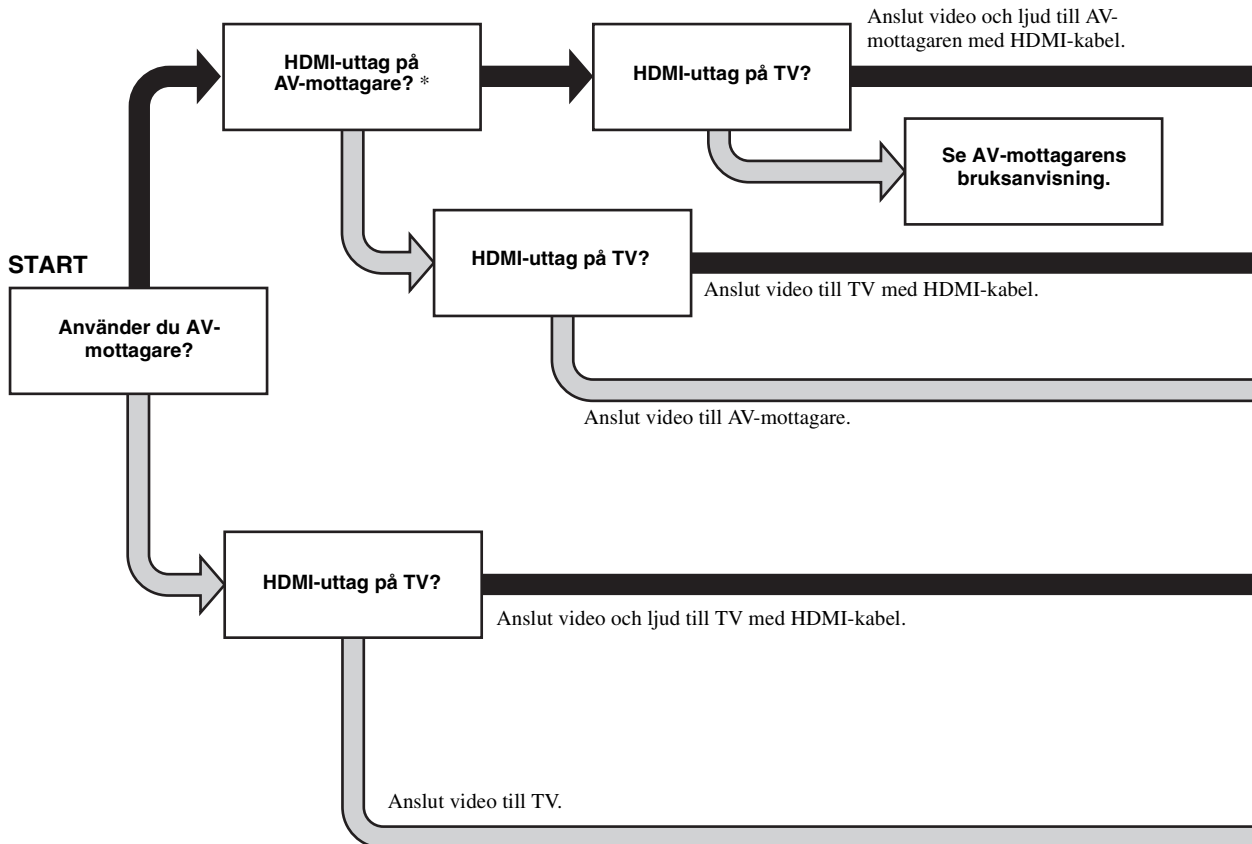 Anslut video och ljud till AV-
mottagaren med HDMI-kabel.
HDMI-uttag på
AV-mottagare? *
HDMI-uttag på TV?
Se AV-mottagarens
bruksanvisning.
HDMI-uttag på TV?
START
Anslut video till TV med HDMI-kabel.
Använder du AV-
mottagare?
Anslut video till AV-mottagare.
HDMI-uttag på TV?
Anslut video och ljud till TV med HDMI-kabel.
Anslut video till TV.